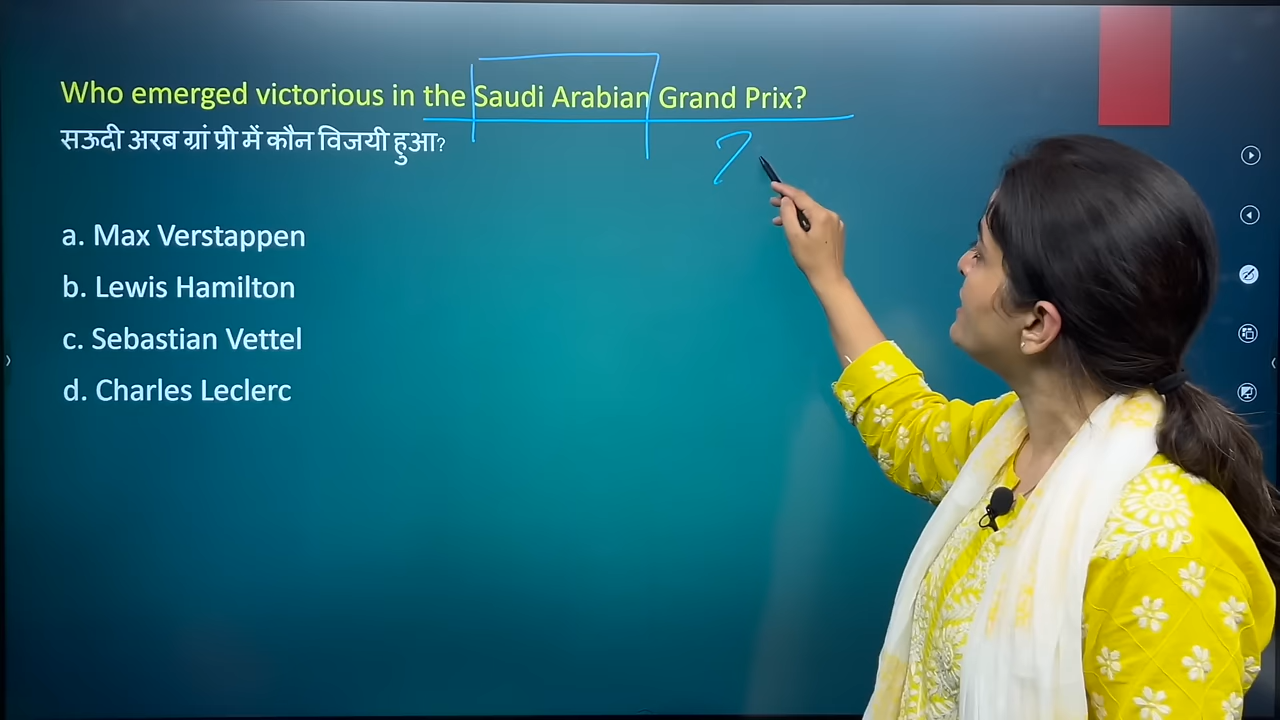 Who emerged victorious in the Saudi Arabian Grand Prix?
सऊदी अरब ग्रां प्री में कौन विजयी हुआ?
?
a. Max Verstappen
b. Lewis Hamilton
c. Sebastian Vettel
d. Charles Leclerc